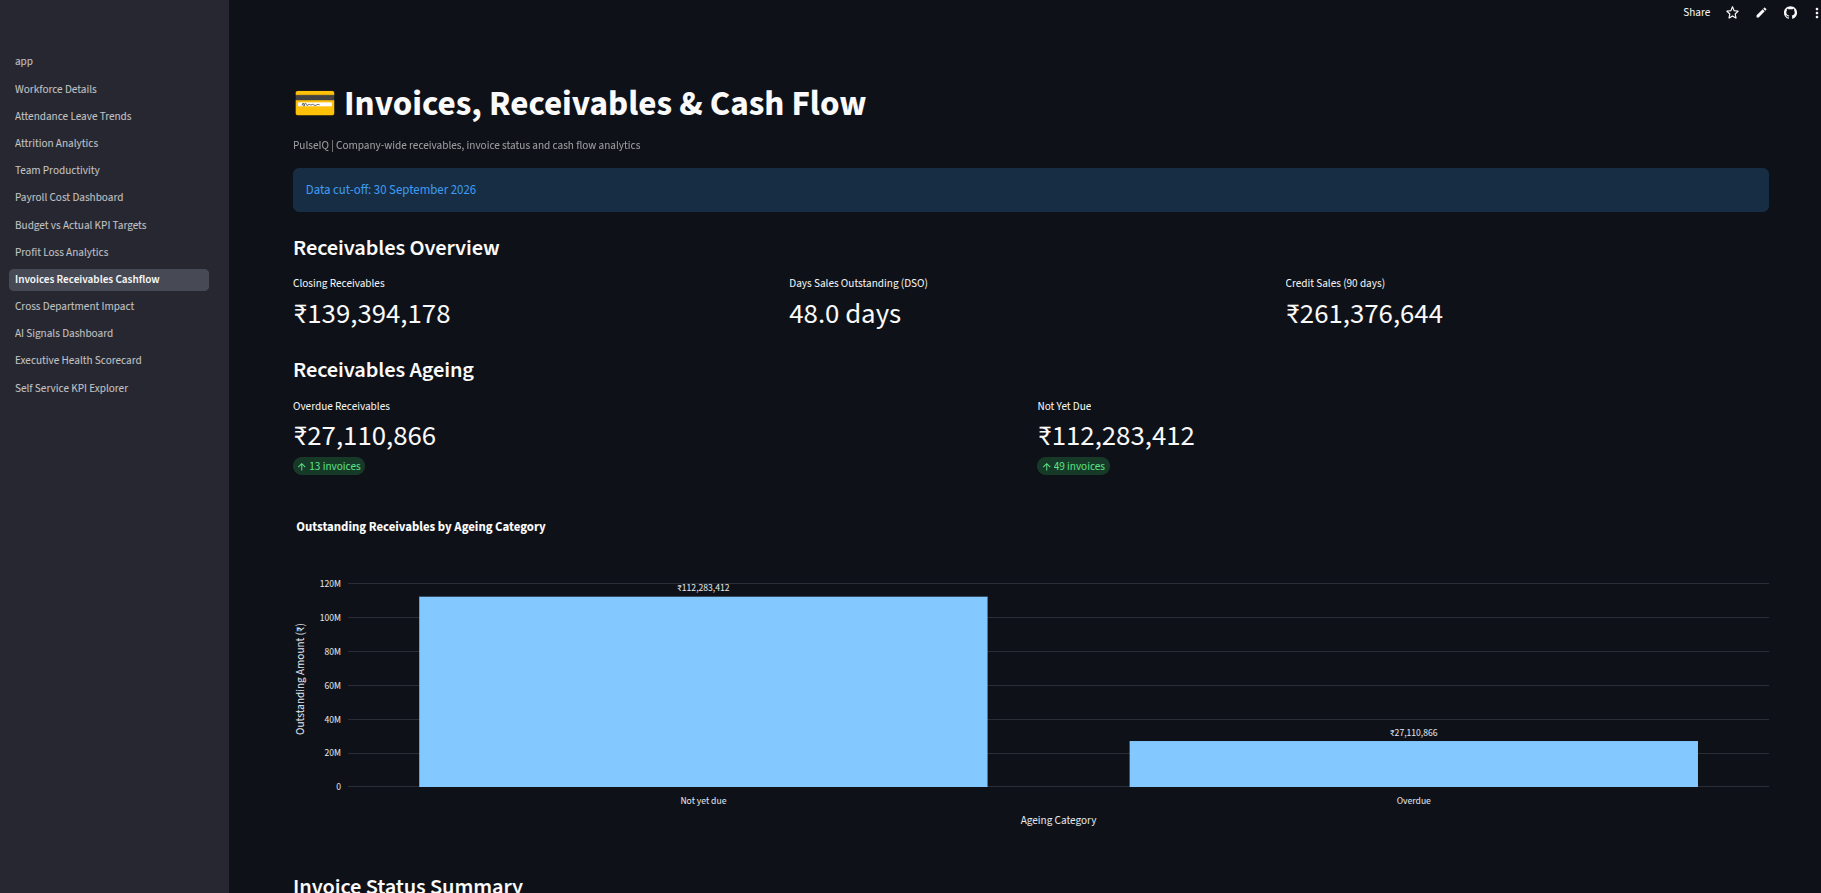 Share
app
Workforce Details
Attendance Leave Trends
Attrition Analytics
Team Productivity
Payroll Cost Dashboard
Budget vs Actual KPI Targets
Profit Loss Analytics
Invoices Receivables Cashflow
Cross Department Impact
AI Signals Dashboard
Executive Health Scorecard
Self Service KPI Explorer
Invoices, Receivables & Cash Flow
PulseIQ | Company-wide receivables, invoice status and cash flow analytics
Data cut-off: 30 September 2026
Receivables Overview
Closing Receivables
₹139,394,178
Days Sales Outstanding (DSO)
48.0 days
Credit Sales (90 days)
₹261,376,644
Receivables Ageing
Overdue Receivables
₹27,110,866
↑ 13 invoices
Not Yet Due
₹112,283,412
↑ 49 invoices
Outstanding Receivables by Ageing Category
Outstanding Amount (₹)
120M
100M
80M
60M
40M
20M
0
₹112,283,412
₹27,110,866
Not yet due
Overdue
Ageing Category
Invoice Status Summary